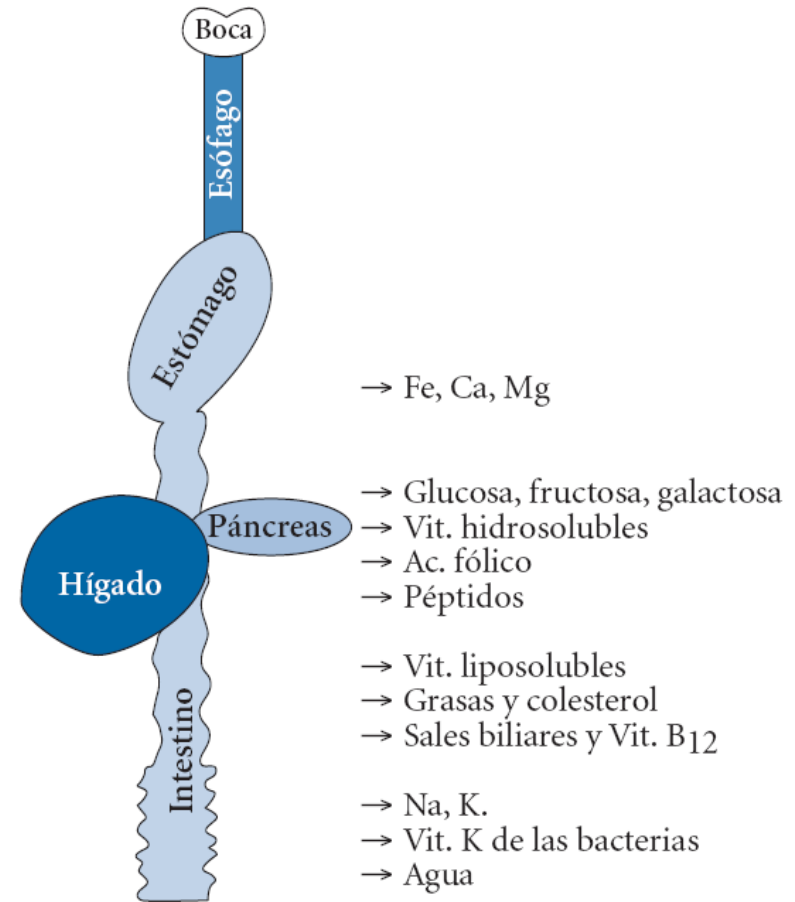 Boca
Esófago
Estómago
→ Fe, Ca, Mg
→ Glucosa, fructosa, galactosa
Páncreas
→ Vit. hidrosolubles
→ Ac. fólico
Hígado
→ Péptidos
→ Vit. liposolubles
→ Grasas y colesterol
→ Sales biliares y Vit. B12
Intestino
→ Na, K.
→ Vit. K de las bacterias
→ Agua